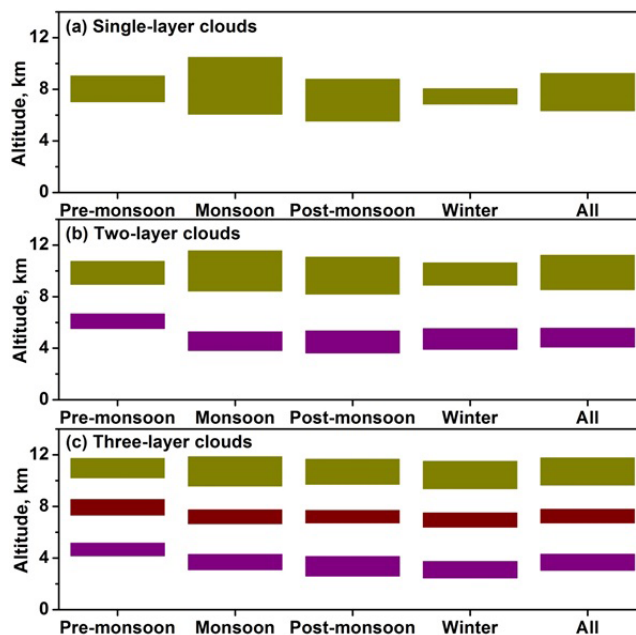 (a) Single-layer clouds
Altitude, km
12
8
4
0
Pre-monsoon Monsoon Post-monsoon Winter All
(b) Two-layer clouds
Altitude, km
12
8
4
0
Pre-monsoon Monsoon Post-monsoon Winter All
(c) Three-layer clouds
Altitude, km
12
8
4
0
Pre-monsoon Monsoon Post-monsoon Winter All